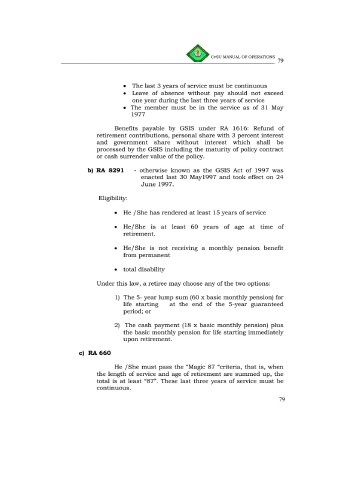 CvSU MANUAL OF OPERATIONS
79
• The last 3 years of service must be continuous
• Leave of absence without pay should not exceed
one year during the last three years of service
• The member must be in the service as of 31 May
1977
Benefits payable by GSIS under RA 1616: Refund of
retirement contributions, personal share with 3 percent interest
and government share without interest which shall be
processed by the GSIS including the maturity of policy contract
or cash surrender value of the policy.
b) RA 8291 - otherwise known as the GSIS Act of 1997 was
enacted last 30 May1997 and took effect on 24
June 1997.
Eligibility:
• He /She has rendered at least 15 years of service
• He/She is at least 60 years of age at time of
retirement.
• He/She is not receiving a monthly pension benefit
from permanent
• total disability
Under this law, a retiree may choose any of the two options:
1) The 5- year lump sum (60 x basic monthly pension) for
life starting at the end of the 5-year guaranteed
period; or
2) The cash payment (18 x basic monthly pension) plus
the basic monthly pension for life starting immediately
upon retirement.
c) RA 660
He /She must pass the "Magic 87 "criteria, that is, when
the length of service and age of retirement are summed up, the
total is at least "87". These last three years of service must be
continuous.
79